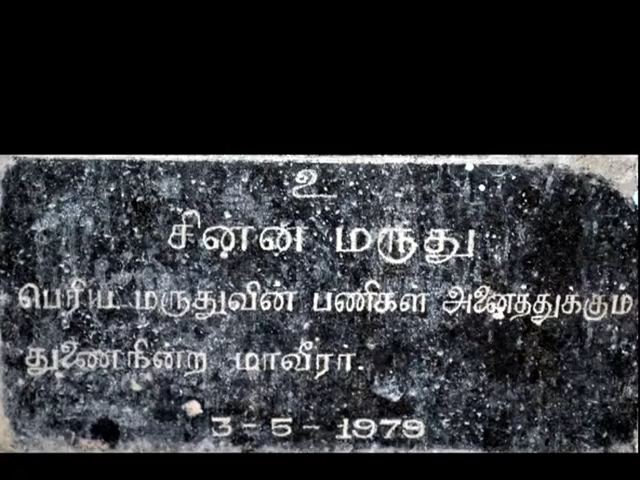 உ
சின்ன மருது
பெரிய மருதுவின் பணிகள் அனைத்துக்கும்
துணைநின்ற மாவீரர்.
3-5-1979